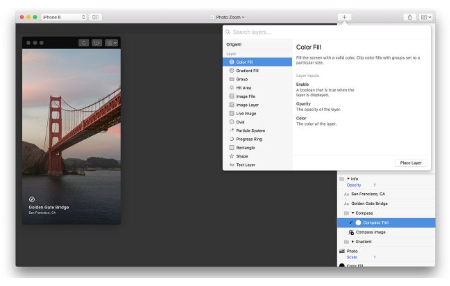 iPhone 8
Photo Zoom
Search layers...
Origami
Layer
Color Fill
Gradient Fill
Group
Hit Area
Image File
Image Layer
Live Image
Oval
Particle System
Progress Ring
Rectangle
Shape
Text Layer
Color Fill
Fill the screen with a solid color. Clip color fills with groups set to a particular size.
Layer Inputs
Enable
A boolean that is true when the
layer is displayed.
Opacity
The opacity of the layer.
Color
The color of the layer.
Place Layer
Golden Gate Bridge
San Francisco, CA
Info
Opacity
San Francisco, CA
Golden Gate Bridge
Compass
Compass Fill
Compass Image
Gradient
Photo
Scale
Color Fill